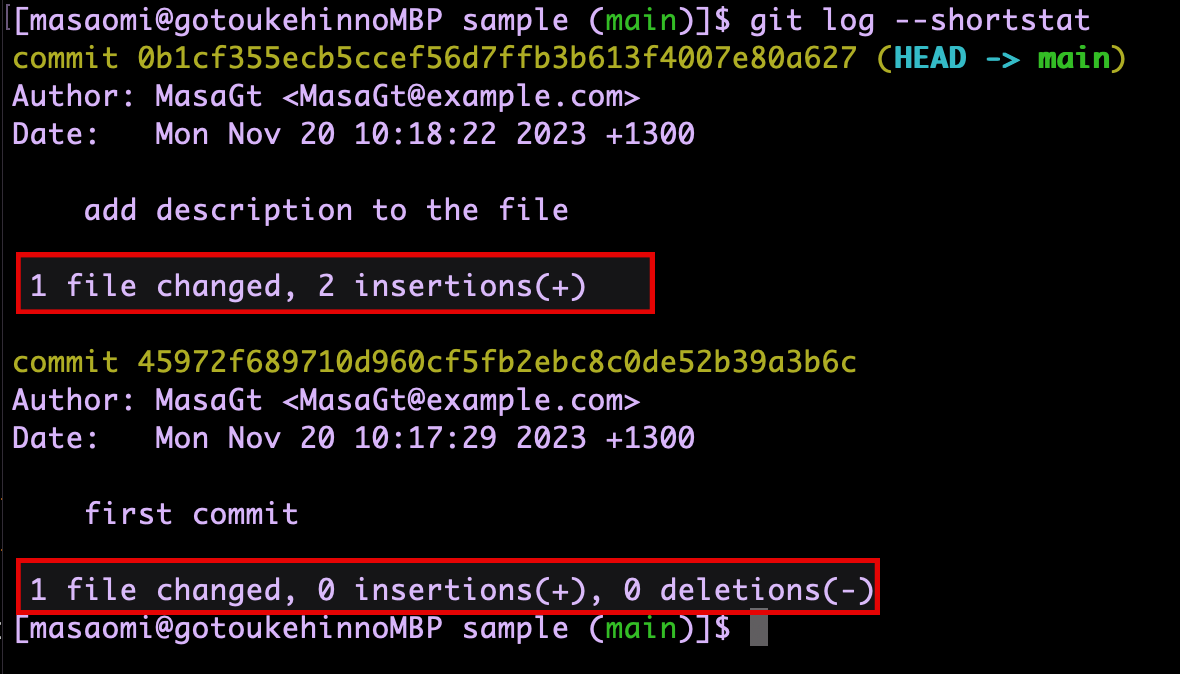 [masaomi@gotoukehinnoMBP sample (main)]$ git log --shortstat
commit 0b1cf355ecb5ccef56d7ffb3b613f4007e80a627 (HEAD -> main)
Author: MasaGt <MasaGt@example.com>
Date:   Mon Nov 20 10:18:22 2023 +1300
add description to the file
1 file changed, 2 insertions(+)
commit 45972f689710d960cf5fb2ebc8c0de52b39a3b6c
Author: MasaGt <MasaGt@example.com>
Date:   Mon Nov 20 10:17:29 2023 +1300
first commit
1 file changed, 0 insertions(+), 0 deletions(-)
[masaomi@gotoukehinnoMBP sample (main)]$